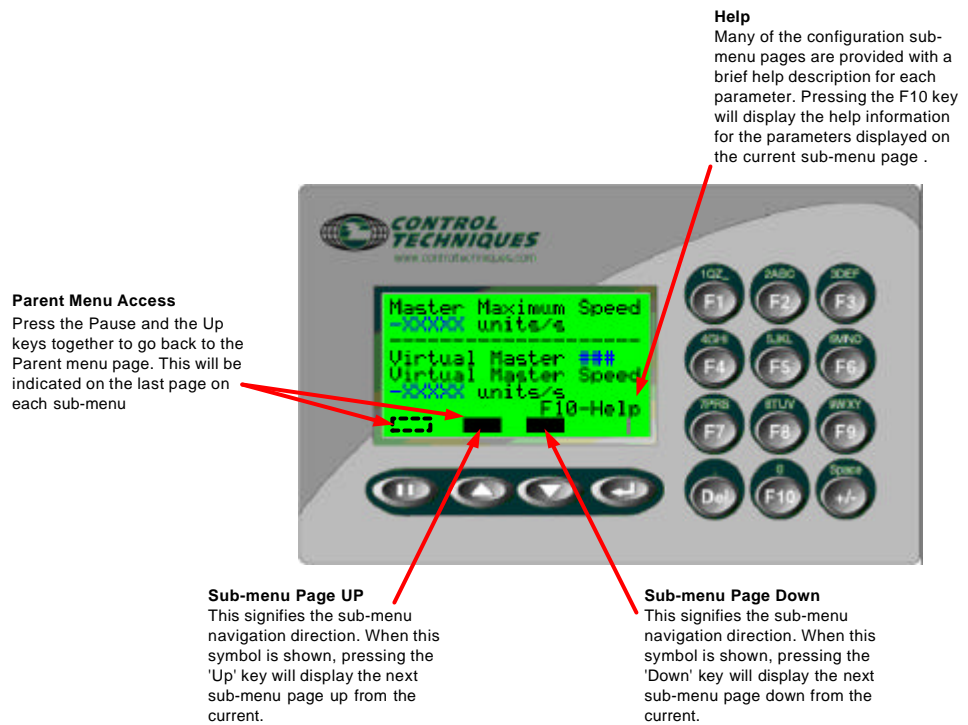 Help
Many of the configuration sub-
menu pages are provided with a
brief help description for each
parameter. Pressing the F10 key
will display the help information
for the parameters displayed on
the current sub-menu page .
CONTROL
TECHNIQUES
www.controltechniques.com
Parent Menu Access
Press the Pause and the Up
keys together to go back to the
Parent menu page. This will be
indicated on the last page on
each sub-menu
Master Maximum Speed
-XXXXX units/s
Virtual Master ###
Virtual Master Speed
-XXXXX units/s
F10-Help
1QZ_ 2ABC 3DEF
F1 F2 F3
4GHI 5JKL 6MNO
F4 F5 F6
7PRS 8TUV 9WXY
F7 F8 F9
. 0 Space
Del F10 +/-
Sub-menu Page UP
This signifies the sub-menu
navigation direction. When this
symbol is shown, pressing the
'Up' key will display the next
sub-menu page up from the
current.
Sub-menu Page Down
This signifies the sub-menu
navigation direction. When this
symbol is shown, pressing the
'Down' key will display the next
sub-menu page down from the
current.